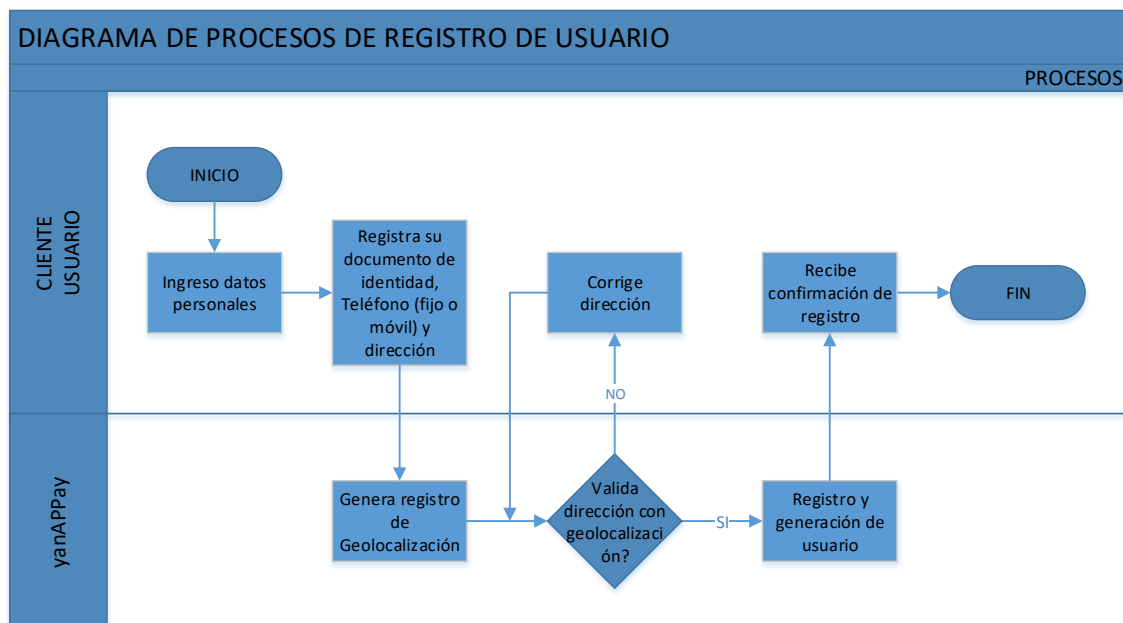 DIAGRAMA DE PROCESOS DE REGISTRO DE USUARIO
PROCESOS
CLIENTE
USUARIO
INICIO
Ingreso datos
personales
Registra su
documento de
identidad,
Teléfono (fijo o
móvil) y
dirección
Corrige
dirección
Recibe
confirmación de
registro
FIN
NO
yanAPPay
Genera registro
de
Geolocalización
Valida
dirección con
geolocalizaci
ón?
SI
Registro y
generación de
usuario